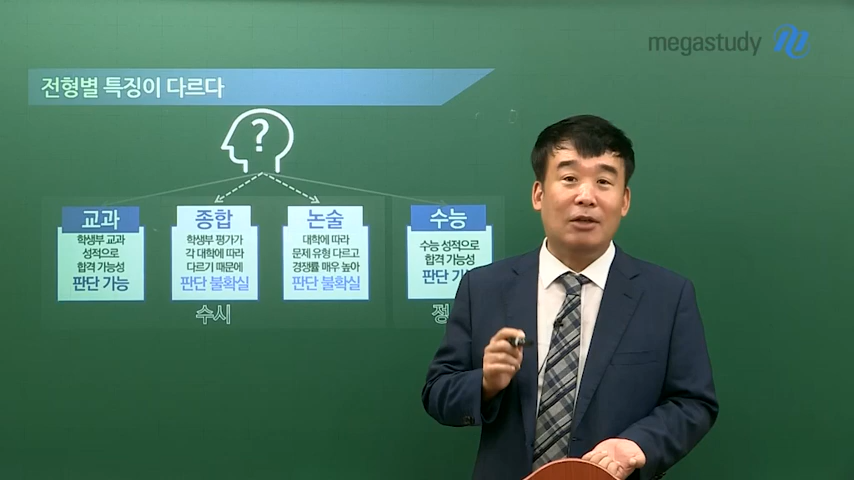 megastudy
전형별 특징이 다르다
?
교과
학생부 교과
성적으로
합격 가능성
판단 가능
종합
학생부 평가가
각 대학에 따라
다르기 때문에
판단 불확실
논술
대학에 따라
문제 유형 다르고
경쟁률 매우 높아
판단 불확실
수능
수능 성적으로
합격 가능성
판단 가
수시
정